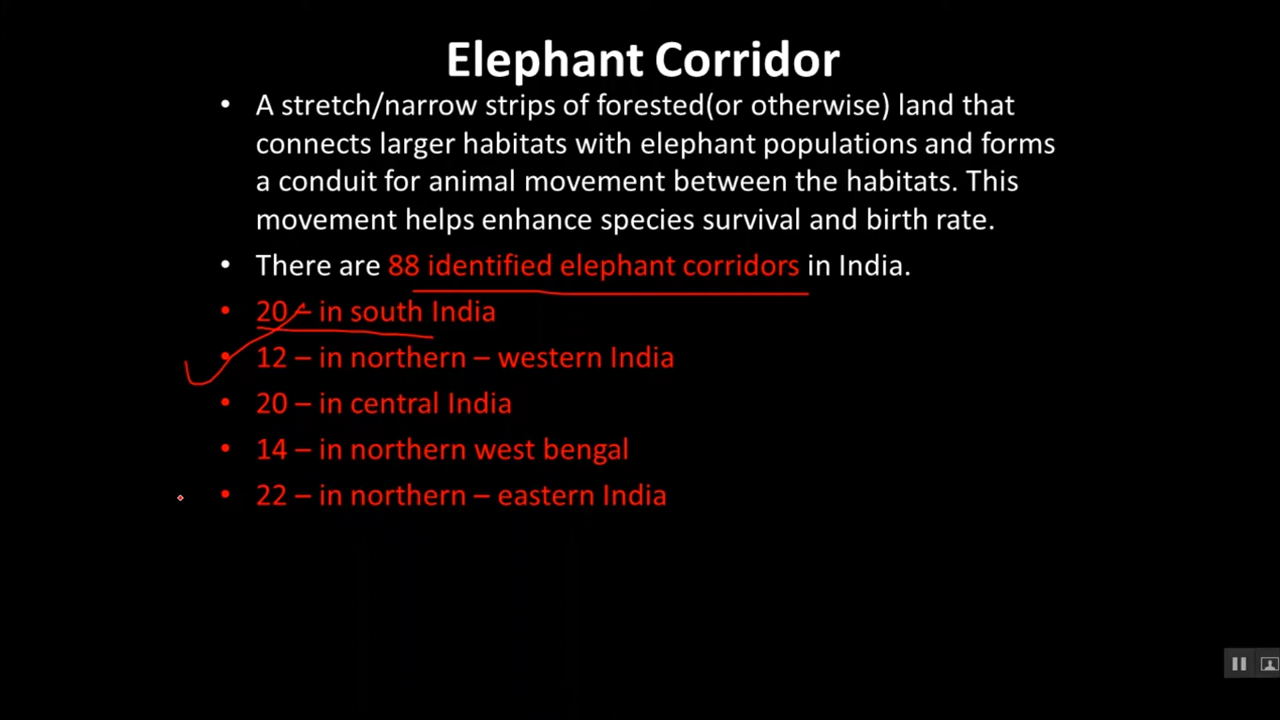 Elephant Corridor
• A stretch/narrow strips of forested(or otherwise) land that
connects larger habitats with elephant populations and forms
a conduit for animal movement between the habitats. This
movement helps enhance species survival and birth rate.
• There are 88 identified elephant corridors in India.
• 20 – in south India
• 12 – in northern – western India
• 20 – in central India
• 14 – in northern west bengal
• 22 – in northern – eastern India